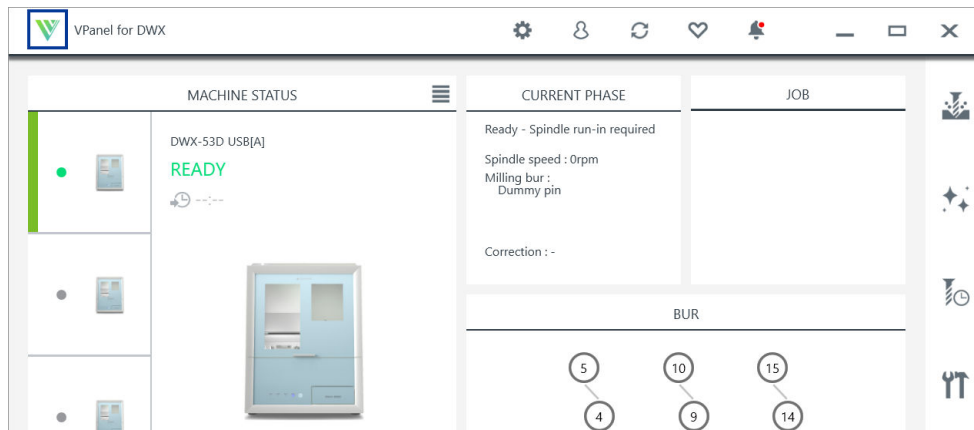 VPanel for DWX
MACHINE STATUS
DWX-53D USB[A]
READY
--:--
CURRENT PHASE
Ready - Spindle run-in required
Spindle speed : 0rpm
Milling bur :
Dummy pin
Correction : -
JOB
BUR
5
10
15
4
9
14